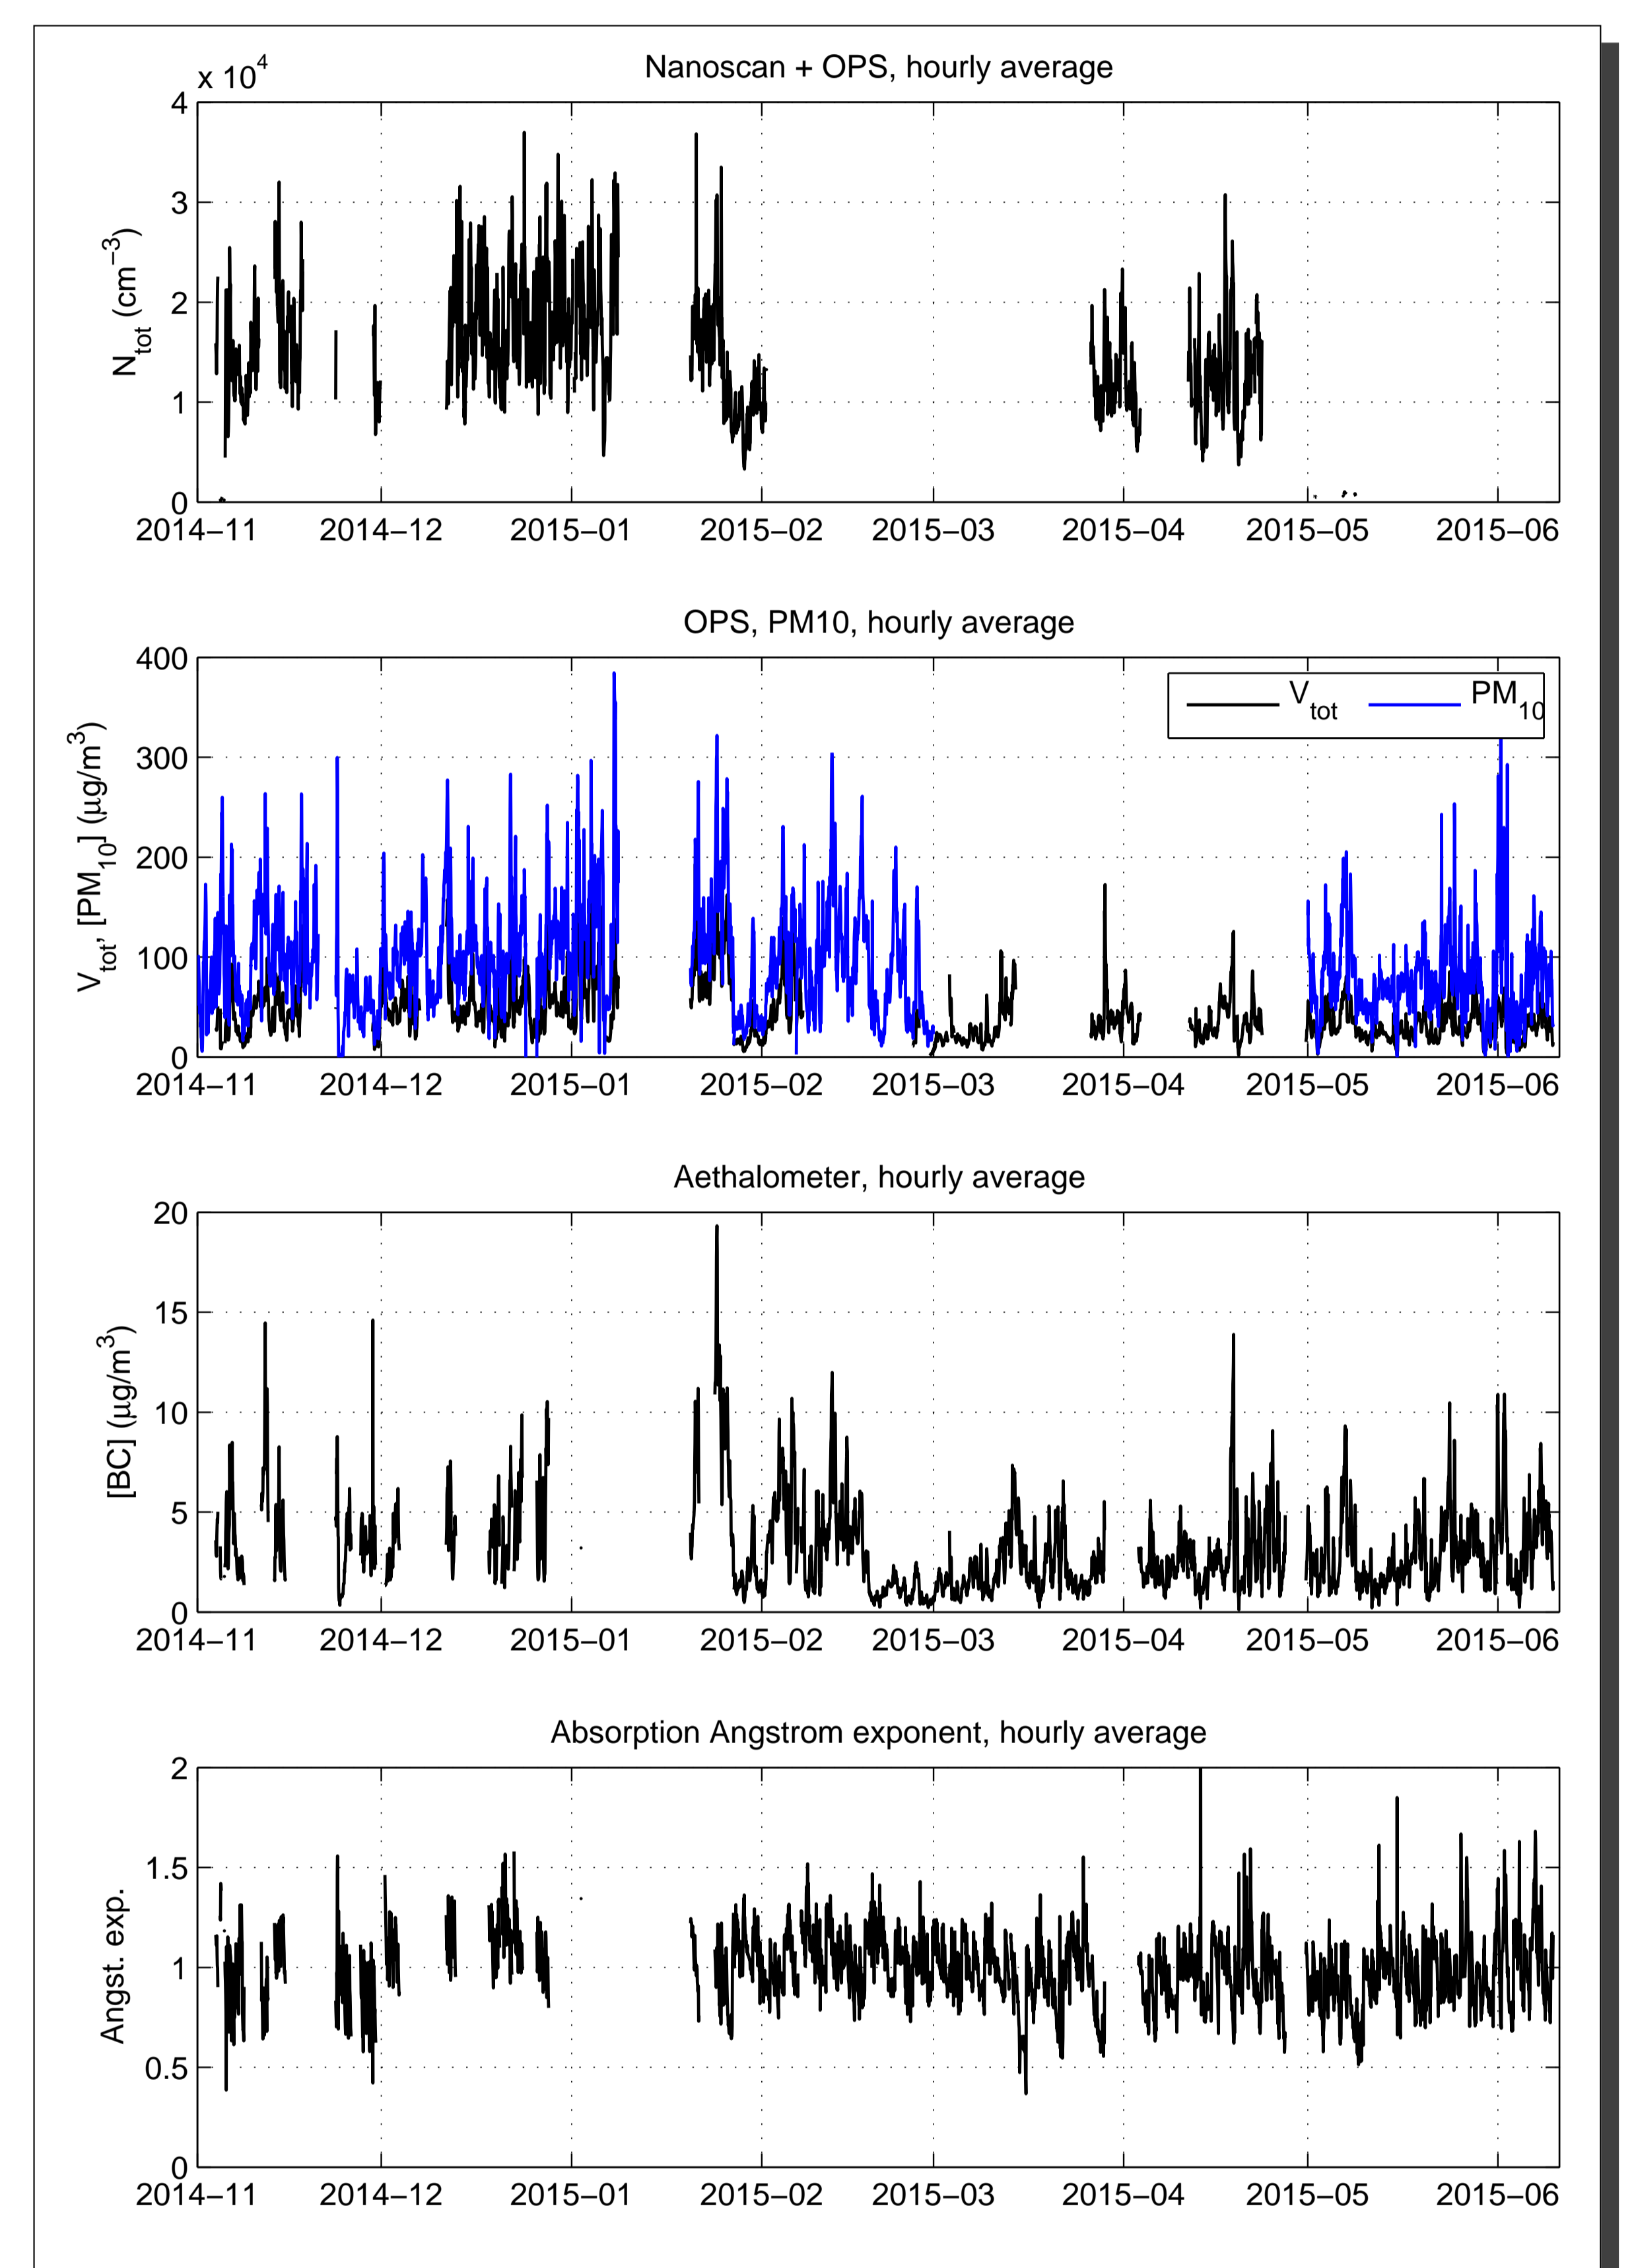 x 10^4
Nanoscan + OPS, hourly average
4
3
2
1
0
N_tot (cm^−3)
2014−11 2014−12 2015−01 2015−02 2015−03 2015−04 2015−05 2015−06
OPS, PM10, hourly average
400
300
200
100
0
V_tot, [PM_10] (μg/m^3)
V_tot PM_10
2014−11 2014−12 2015−01 2015−02 2015−03 2015−04 2015−05 2015−06
Aethalometer, hourly average
20
15
10
5
0
[BC] (μg/m^3)
2014−11 2014−12 2015−01 2015−02 2015−03 2015−04 2015−05 2015−06
Absorption Angstrom exponent, hourly average
2
1.5
1
0.5
0
Angst. exp.
2014−11 2014−12 2015−01 2015−02 2015−03 2015−04 2015−05 2015−06